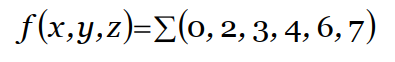 f(x,y,z)=∑(0, 2, 3, 4, 6, 7)